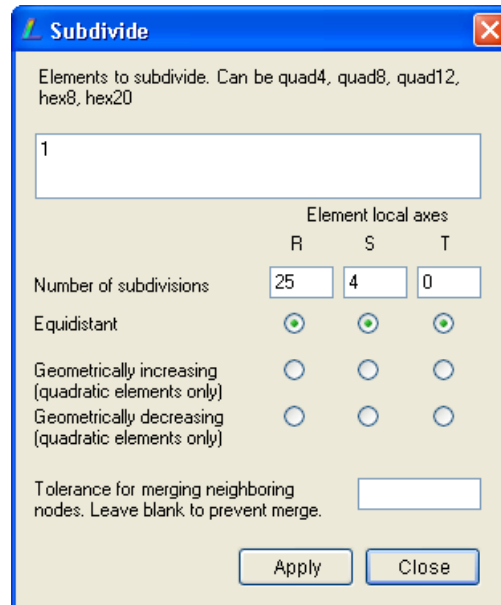 Subdivide
Elements to subdivide. Can be quad4, quad8, quad12,
hex8, hex20
1
Element local axes
R S T
Number of subdivisions 25 4 0
Equidistant
Geometrically increasing
(quadratic elements only)
Geometrically decreasing
(quadratic elements only)
Tolerance for merging neighboring
nodes. Leave blank to prevent merge.
Apply Close